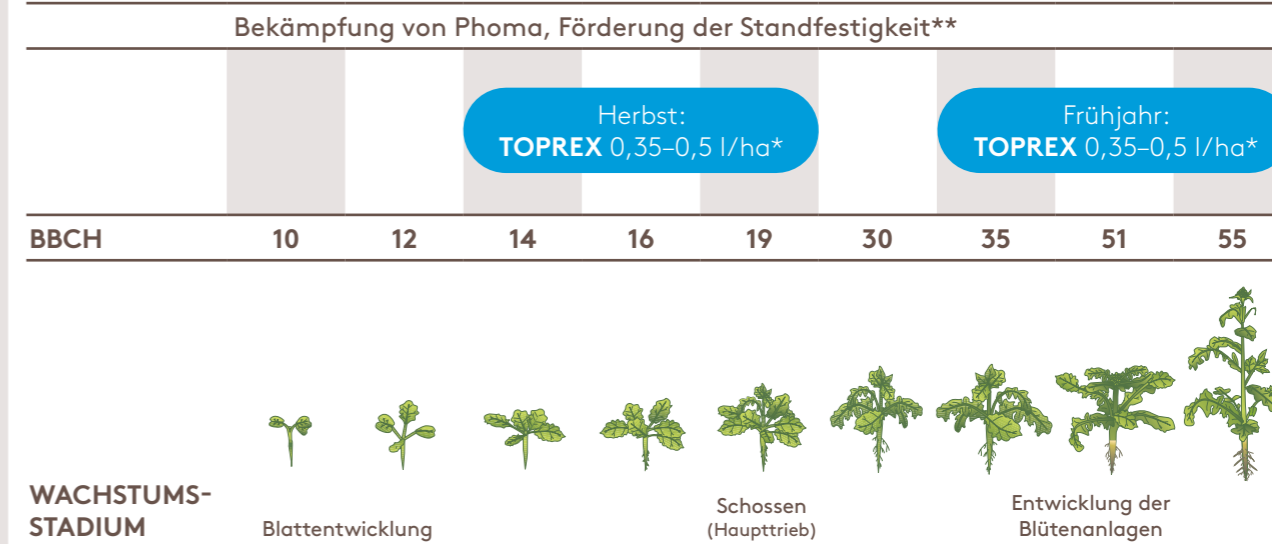 Bekämpfung von Phoma, Förderung der Standfestigkeit**
Herbst:
TOPREX 0,35–0,5 l/ha*
Frühjahr:
TOPREX 0,35–0,5 l/ha*
BBCH 10 12 14 16 19 30 35 51 55
WACHSTUMS-
STADIUM
Blattentwicklung
Schossen
(Haupttrieb)
Entwicklung der
Blütenanlagen